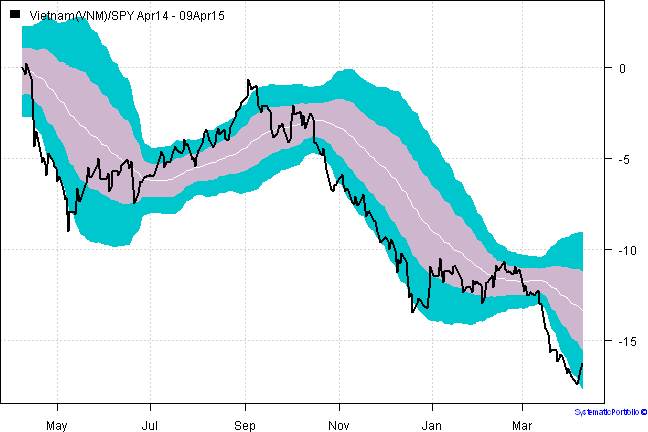 Vietnam(VNM)/SPY Apr14 - 09Apr15
0
-5
-10
-15
May Jul Sep Nov Jan Mar
SystematicPortfolio ©